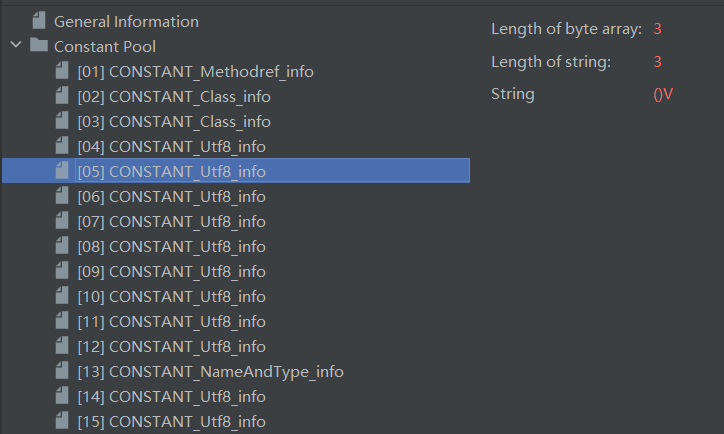 General Information
Constant Pool
[01] CONSTANT_Methodref_info
[02] CONSTANT_Class_info
[03] CONSTANT_Class_info
[04] CONSTANT_Utf8_info
[05] CONSTANT_Utf8_info
[06] CONSTANT_Utf8_info
[07] CONSTANT_Utf8_info
[08] CONSTANT_Utf8_info
[09] CONSTANT_Utf8_info
[10] CONSTANT_Utf8_info
[11] CONSTANT_Utf8_info
[12] CONSTANT_Utf8_info
[13] CONSTANT_NameAndType_info
[14] CONSTANT_Utf8_info
[15] CONSTANT_Utf8_info
Length of byte array: 3
Length of string: 3
String ()V